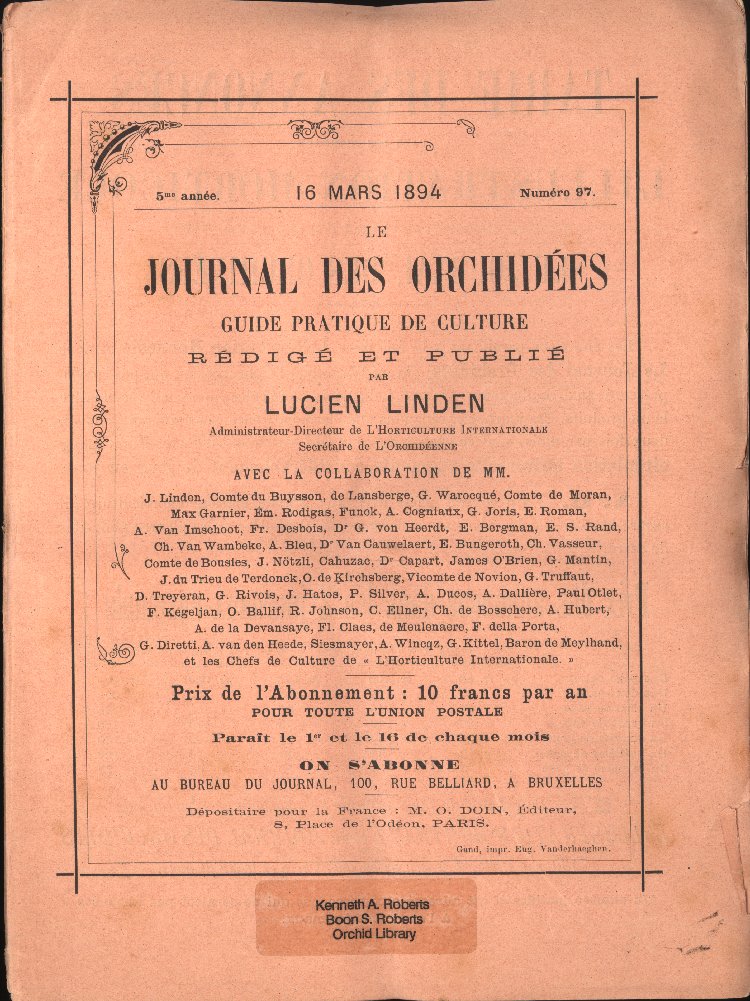 5me année.
16 MARS 1894
Numéro 97.
LE
JOURNAL DES ORCHIDÉES
GUIDE PRATIQUE DE CULTURE
RÉDIGÉ ET PUBLIÉ
PAR
LUCIEN LINDEN
Administrateur-Directeur de L'HORTICULTURE INTERNATIONALE
Secrétaire de L'ORCHIDÉENNE
AVEC LA COLLABORATION DE MM.
J. Linden, Comte du Buysson, de Lansberge, G. Warocqué, Comte de Moran,
Max Garnier, Ém. Rodigas, Funck, A. Cogniaux, G. Joris, E. Roman,
A. Van Imschoot, Fr. Desbois, Dr G. von Heerdt, E. Bergman, E. S. Rand,
Ch. Van Wambeke, A. Bleu, Dr Van Cauwelaert, E. Bungeroth, Ch. Vasseur,
Comte de Bousies, J. Nötzli, Cahuzac, Dr Capart, James O'Brien, G. Mantin,
J. du Trieu de Terdonck, O. de Kirchsberg, Vicomte de Novion, G. Truffaut,
D. Treyeran, G. Rivois, J. Hatos, P. Silver, A. Ducos, A. Dallière, Paul Otlet,
F. Kegeljan, O. Ballif, R. Johnson, C. Ellner, Ch. de Bosschere, A. Hubert,
A. de la Devansaye, Fl. Claes, de Meulenaere, F. della Porta,
G. Diretti, A. van den Heede, Siesmayer, A. Wincqz, G. Kittel, Baron de Meylhand,
et les Chefs de Culture de « L'Horticulture Internationale. »
Prix de l'Abonnement : 10 francs par an
POUR TOUTE L'UNION POSTALE
Paraît le 1er et le 16 de chaque mois
ON S'ABONNE
AU BUREAU DU JOURNAL, 100, RUE BELLIARD, A BRUXELLES
Dépositaire pour la France : M. O. DOIN, Éditeur,
8, Place de l'Odéon, PARIS.
Gand, impr. Eug. Vanderhaeghen.
Kenneth A. Roberts
Boon S. Roberts
Orchid Library